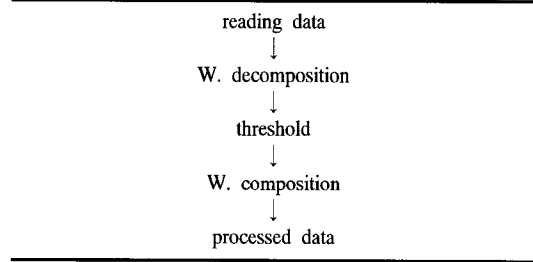 reading data
↓
W. decomposition
↓
threshold
↓
W. composition
↓
processed data